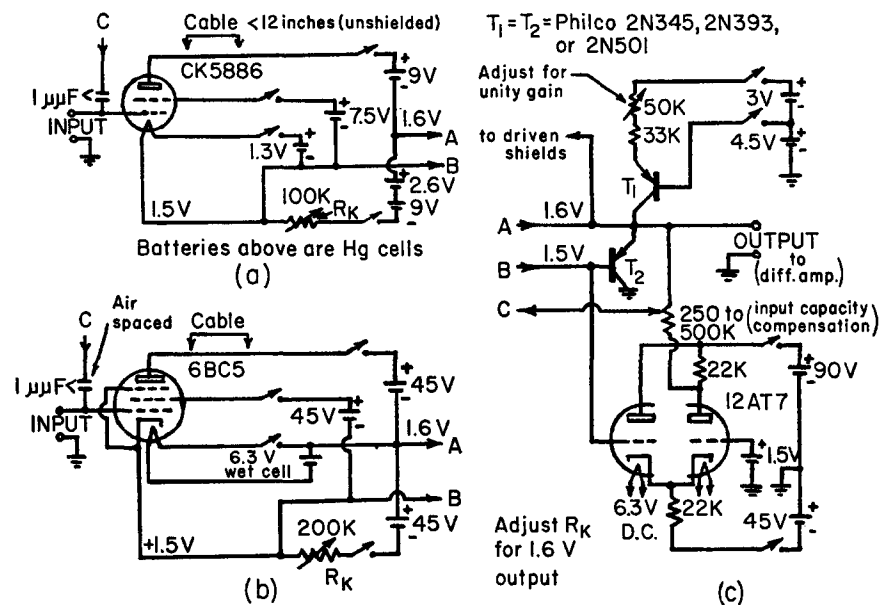 C
Cable <12 inches (unshielded)
CK5886
1 μμF<
INPUT
+
9V
-
+
7.5V
-
1.6V
A
+
1.3V
-
B
+
2.6V
+
9V
-
1.5V
100K
RK
Batteries above are Hg cells
(a)
C
Air
spaced
Cable
6BC5
1 μμF<
INPUT
+
45V
-
+
45V
-
1.6V
A
6.3 V
wet cell
B
+
45V
-
+1.5V
200K
RK
(b)
T1 = T2 = Philco 2N345, 2N393,
or 2N501
Adjust for
unity gain
50K
33K
+
3V
-
+
4.5V
-
to driven
shields
T1
A
1.6V
OUTPUT
to
(diff. amp.)
B
1.5V
T2
C
250 to
500K
(input capacity
compensation)
22K
+
90V
-
12AT7
+
1.5V
-
6.3V
D.C.
22K
+
45V
-
Adjust RK
for 1.6 V
output
(c)